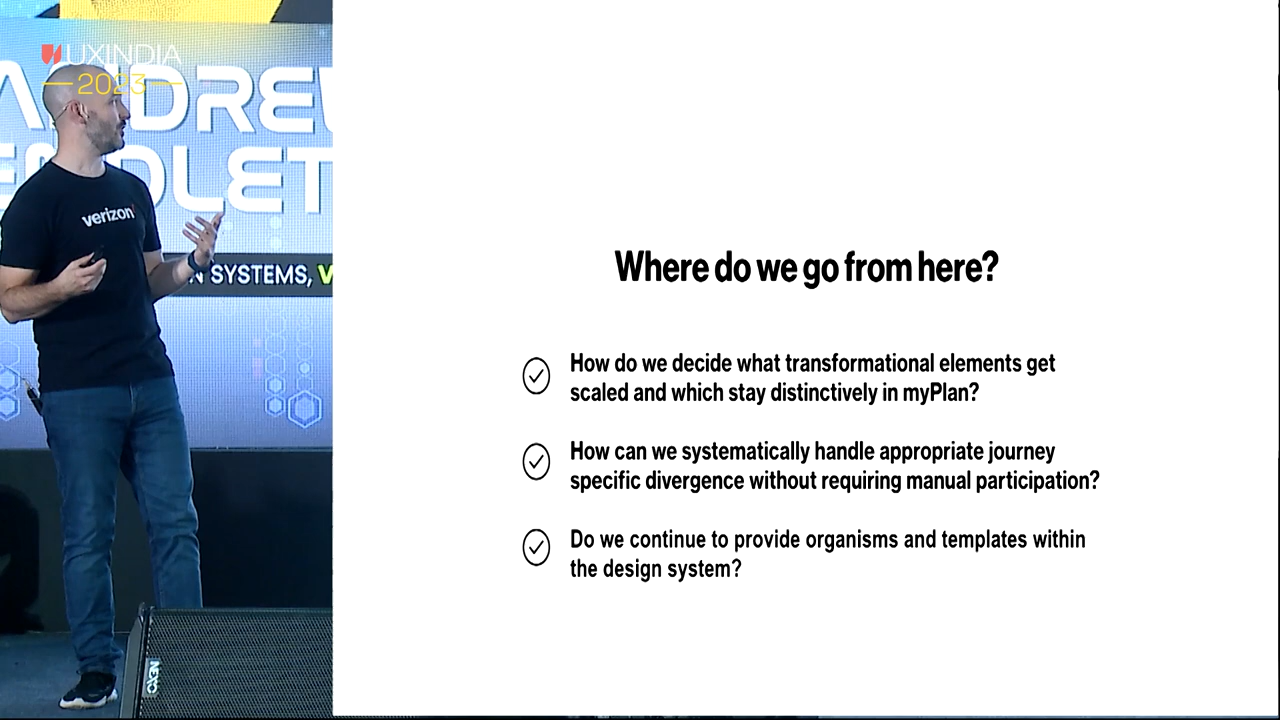 UXINDIA
2023
verizon
SYSTEMS,
NEXO
Where do we go from here?
How do we decide what transformational elements get
scaled and which stay distinctively in myPlan?
How can we systematically handle appropriate journey
specific divergence without requiring manual participation?
Do we continue to provide organisms and templates within
the design system?